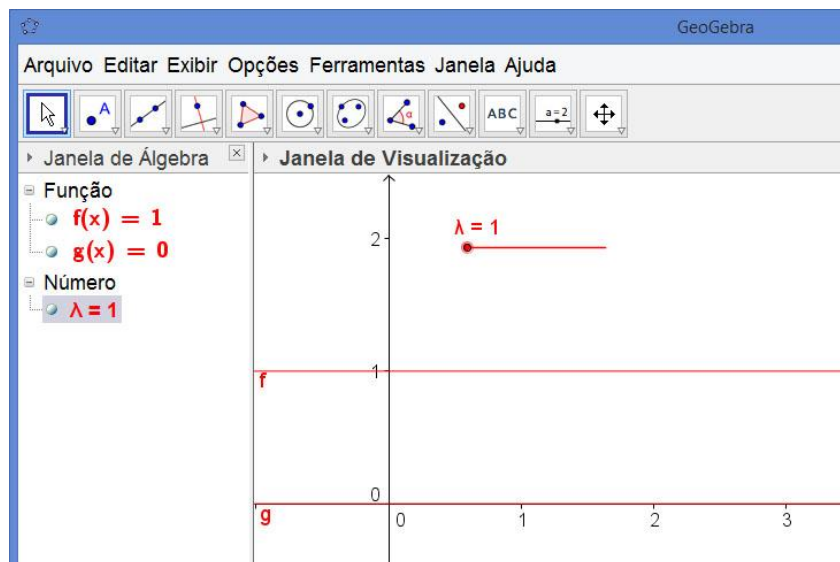 GeoGebra
Arquivo Editar Exibir Opções Ferramentas Janela Ajuda
A
α
ABC
a=2
Janela de Álgebra
Janela de Visualização
Função
f(x) = 1
g(x) = 0
Número
λ = 1
λ = 1
2
1
f
0
g
0
1
2
3